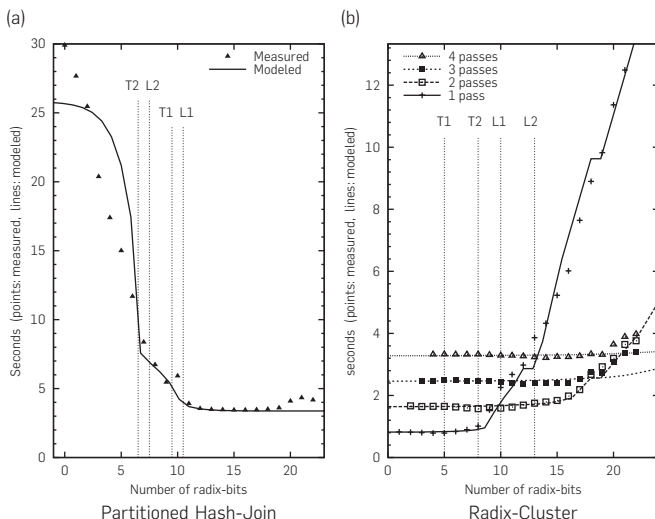 (a)
30
25
20
15
10
5
0
Seconds (points: measured, lines: modeled)
Measured
Modeled
T2 L2 T1 L1
0 5 10 15 20
Number of radix-bits
Partitioned Hash-Join
(b)
12
10
8
6
4
2
0
Seconds (points: measured, lines: modeled)
4 passes
3 passes
2 passes
1 pass
T1 T2 L1 L2
0 5 10 15 20
Number of radix-bits
Radix-Cluster